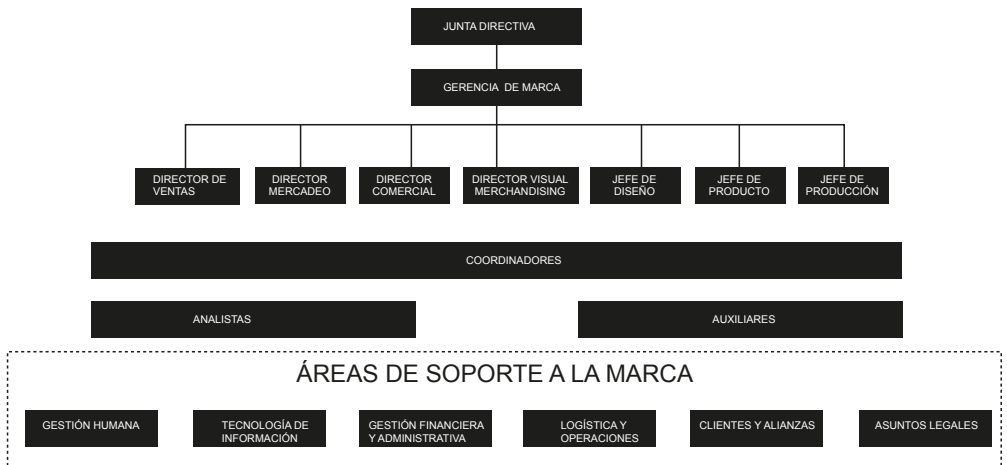 JUNTA DIRECTIVA
GERENCIA DE MARCA
DIRECTOR DE
VENTAS
DIRECTOR
MERCADEO
DIRECTOR
COMERCIAL
DIRECTOR VISUAL
MERCHANDISING
JEFE DE
DISEÑO
JEFE DE
PRODUCTO
JEFE DE
PRODUCCIÓN
COORDINADORES
ANALISTAS
AUXILIARES
ÁREAS DE SOPORTE A LA MARCA
GESTIÓN HUMANA
TECNOLOGÍA DE
INFORMACIÓN
GESTIÓN FINANCIERA
Y ADMINISTRATIVA
LOGÍSTICA Y
OPERACIONES
CLIENTES Y ALIANZAS
ASUNTOS LEGALES